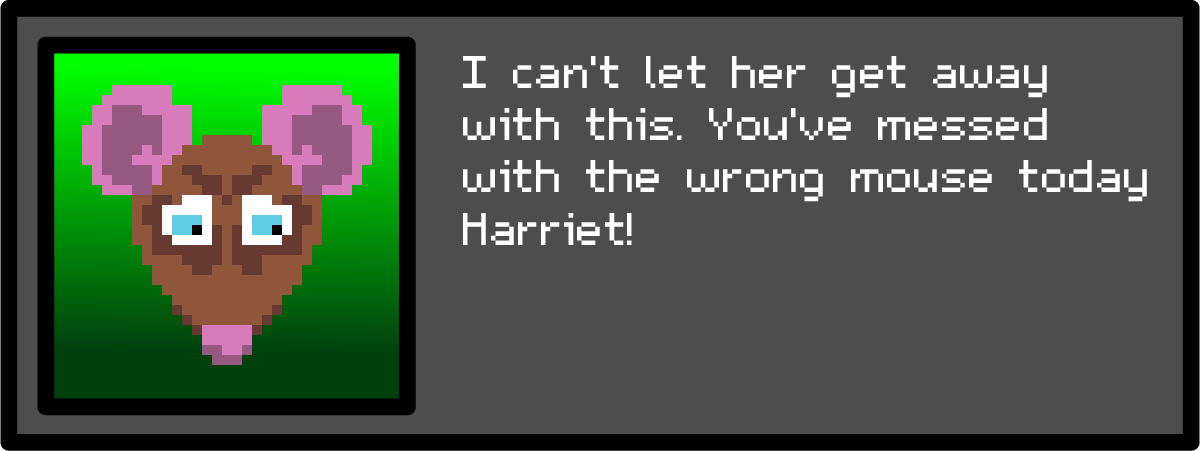 I can't let her get away
with this. You've messed
with the wrong mouse today
Harriet!